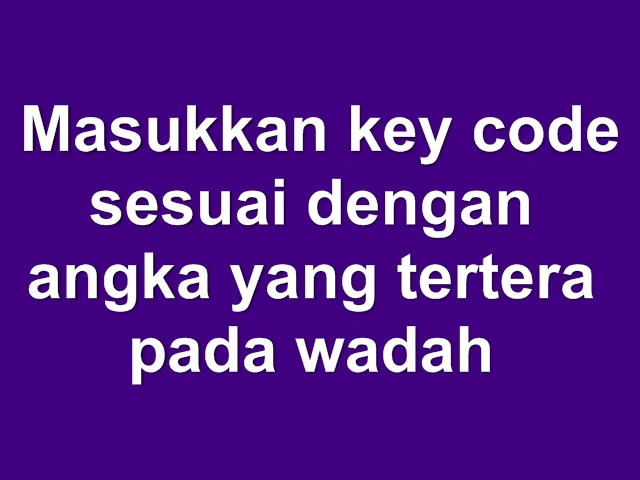 Masukkan key code
sesuai dengan
angka yang tertera
pada wadah